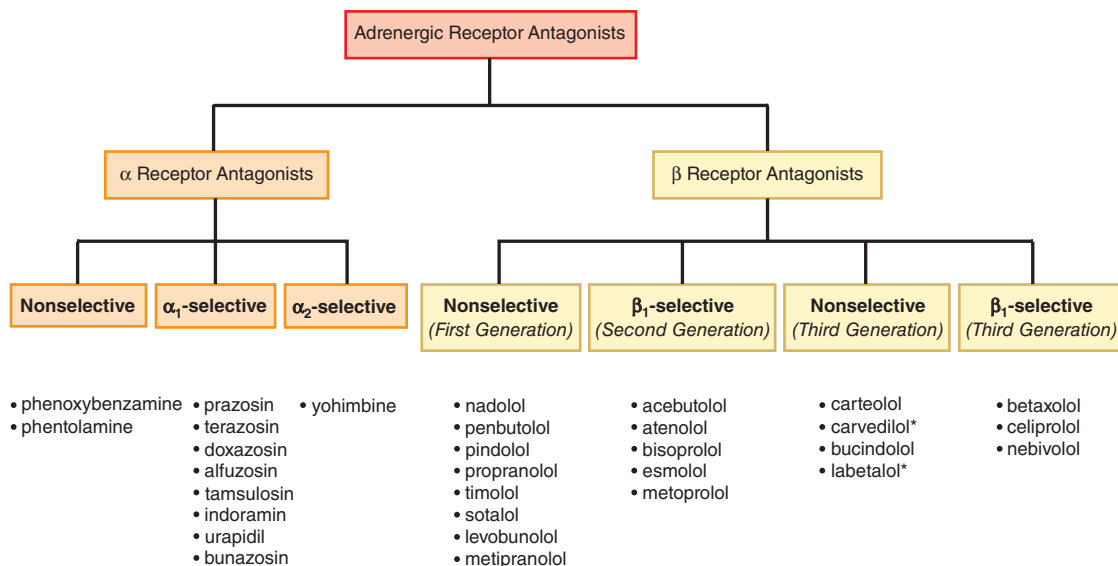 Adrenergic Receptor Antagonists
α Receptor Antagonists
β Receptor Antagonists
Nonselective
α₁-selective
α₂-selective
Nonselective
(First Generation)
β₁-selective
(Second Generation)
Nonselective
(Third Generation)
β₁-selective
(Third Generation)
• phenoxybenzamine
• phentolamine
• prazosin
• terazosin
• doxazosin
• alfuzosin
• tamsulosin
• indoramin
• urapidil
• bunazosin
• yohimbine
• nadolol
• penbutolol
• pindolol
• propranolol
• timolol
• sotalol
• levobunolol
• metipranolol
• acebutolol
• atenolol
• bisoprolol
• esmolol
• metoprolol
• carteolol
• carvedilol*
• bucindolol
• labetalol*
• betaxolol
• celiprolol
• nebivolol